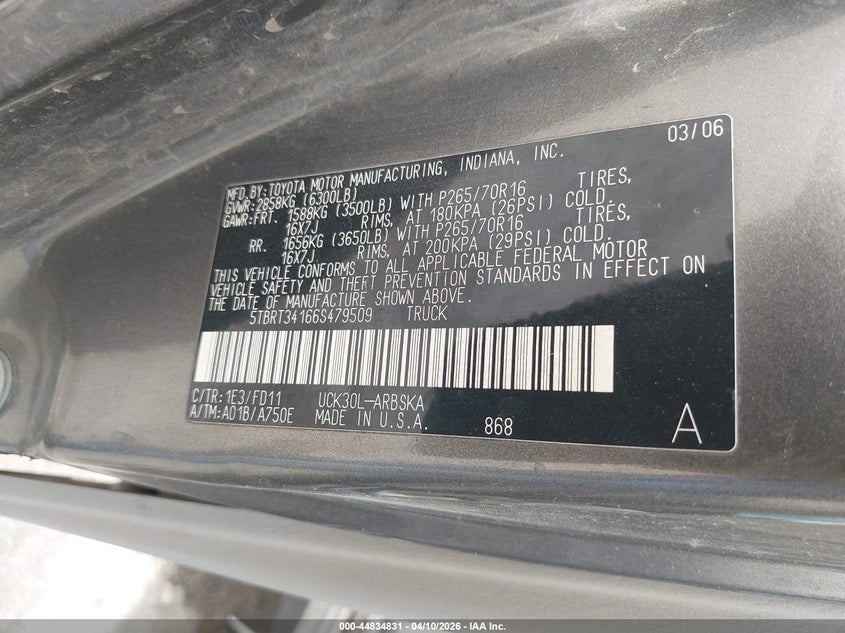 03/06
MFD.BY:TOYOTA MOTOR MANUFACTURING, INDIANA, INC.
GVWR:2858KG (6300LB)
GAWR:FRT. 1588KG (3500LB) WITH P265/70R16 TIRES,
16X7J RIMS, AT 180KPA (26PSI) COLD.
RR. 1656KG (3650LB) WITH P265/70R16 TIRES,
16X7J RIMS, AT 200KPA (29PSI) COLD.
THIS VEHICLE CONFORMS TO ALL APPLICABLE FEDERAL MOTOR
VEHICLE SAFETY AND THEFT PREVENTION STANDARDS IN EFFECT ON
THE DATE OF MANUFACTURE SHOWN ABOVE.
5TBRT34166S479509 TRUCK
C/TR:1E3/FD11 UCK30L-ARBSKA
A/TM:A01B/A750E MADE IN U.S.A. 868 A
000-44834831 - 04/10/2026 - IAA Inc.